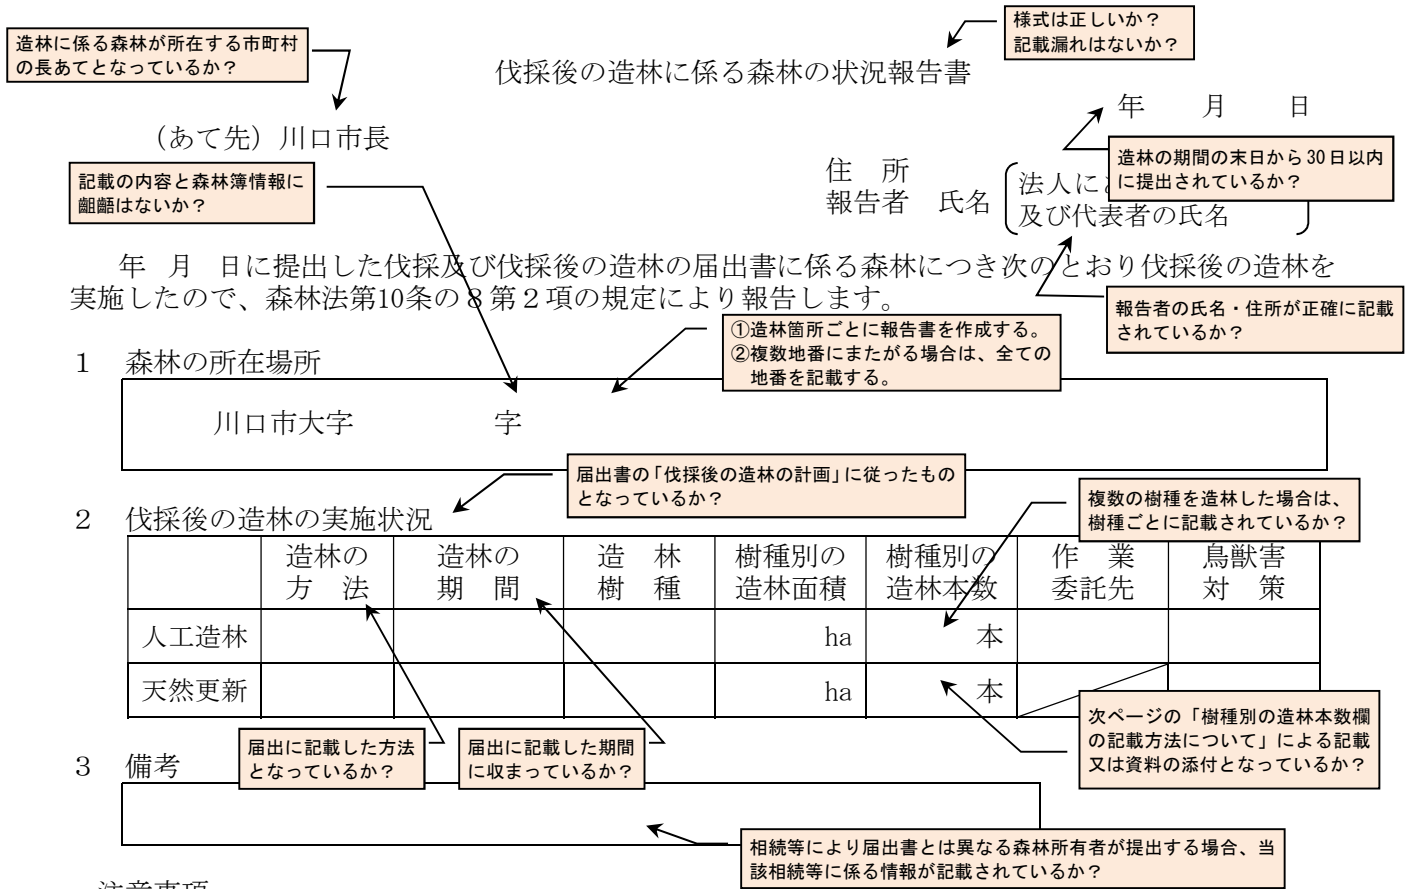 様式は正しいか？
記載漏れはないか？
造林に係る森林が所在する市町村
の長あてとなっているか？
伐採後の造林に係る森林の状況報告書
年　月　日
（あて先）川口市長
造林の期間の末日から30日以内
に提出されているか？
記載の内容と森林簿情報に
齟齬はないか？
住　所
報告者　氏名
法人に
及び代表者の氏名
年　月　日に提出した伐採及び伐採後の造林の届出書に係る森林につき次のとおり伐採後の造林を
実施したので、森林法第10条の８第２項の規定により報告します。
報告者の氏名・住所が正確に記載
されているか？
①造林箇所ごとに報告書を作成する。
②複数地番にまたがる場合は、全ての
地番を記載する。
１　森林の所在場所
川口市大字　　　　　字
届出書の「伐採後の造林の計画」に従ったもの
となっているか？
複数の樹種を造林した場合は、
樹種ごとに記載されているか？
２　伐採後の造林の実施状況
造林の　造林の　造　林　樹種別の　樹種別の　作　業　鳥獣害
方　法　期　間　樹　種　造林面積　造林本数　委託先　対　策
人工造林　ha　本
天然更新　ha　本
次ページの「樹種別の造林本数欄
の記載方法について」による記載
又は資料の添付となっているか？
届出に記載した方法
となっているか？
届出に記載した期間
に収まっているか？
３　備考
相続等により届出書とは異なる森林所有者が提出する場合、当
該相続等に係る情報が記載されているか？